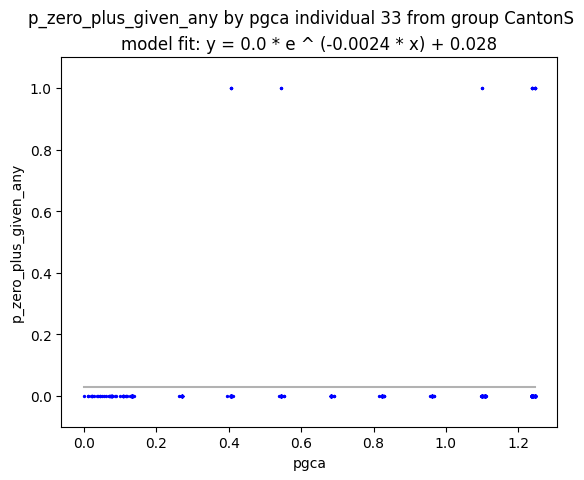 p_zero_plus_given_any by pgca individual 33 from group CantonS
model fit: y = 0.0 * e ^ (-0.0024 * x) + 0.028
1.0
0.8
0.6
0.4
0.2
0.0
p_zero_plus_given_any
0.0 0.2 0.4 0.6 0.8 1.0 1.2
pgca